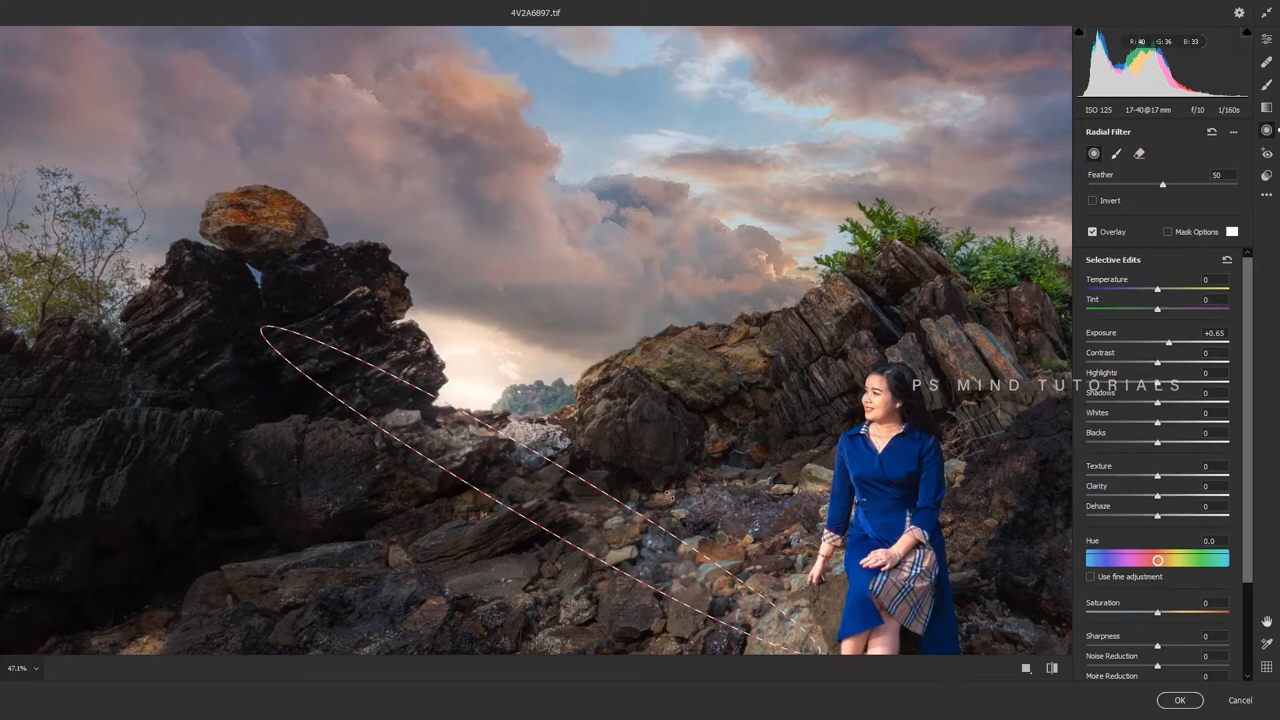 4V2A6897.tif
R: 40 G: 36 B: 33
ISO 125 17-40@17 mm f/10 1/160s
Radial Filter
Feather 50
Invert
Overlay Mask Options
Selective Edits
Temperature 0
Tint 0
Exposure +0.65
Contrast 0
Highlights 0
PS MIND TUTORIALS
Shadows 0
Whites 0
Blacks 0
Texture 0
Clarity 0
Dehaze 0
Hue 0.0
Use fine adjustment
Saturation 0
Sharpness 0
Noise Reduction 0
Moire Reduction 0
47.1%
OK Cancel